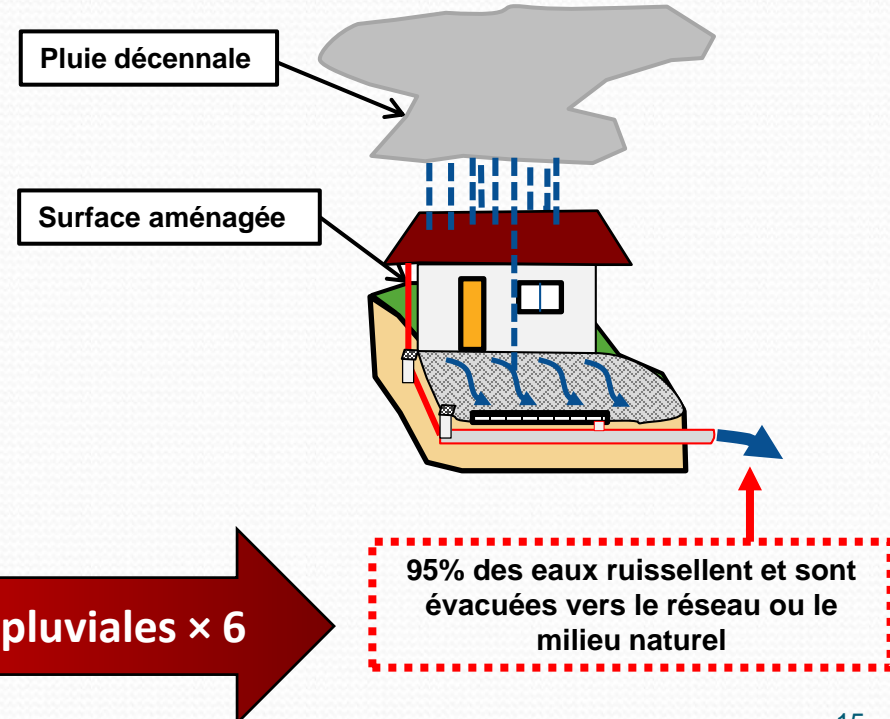 Pluie décennale
Surface aménagée
95% des eaux ruissellent et sont
évacuées vers le réseau ou le
milieu naturel
pluviales × 6